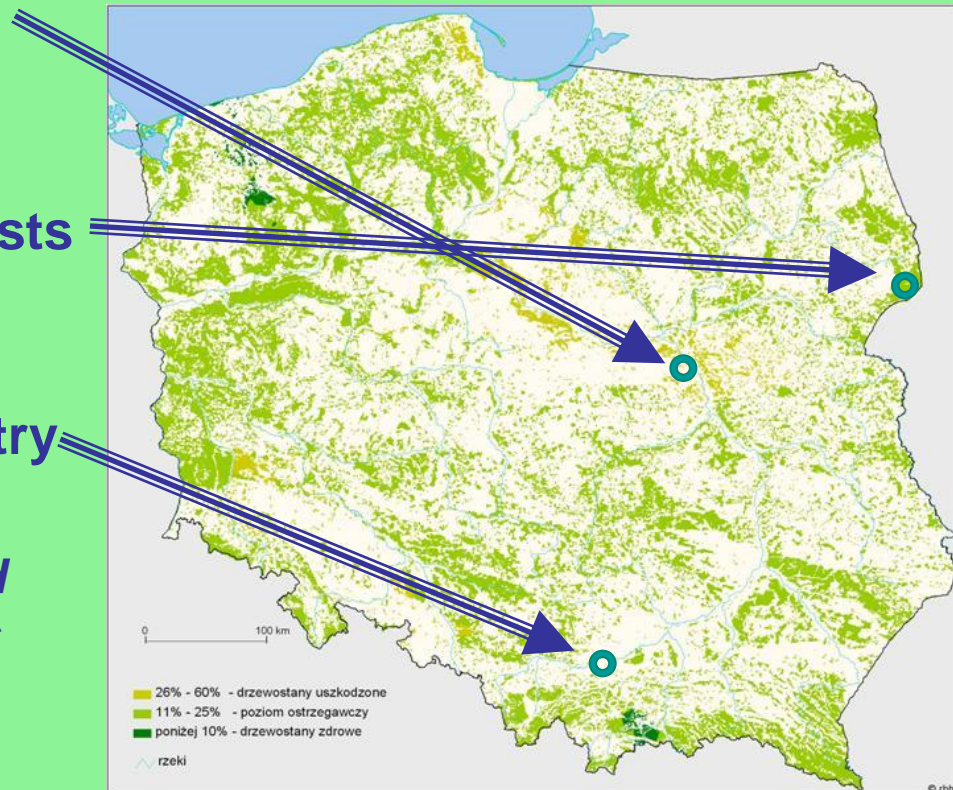 sts
try
0 100 km
26% - 60% - drzewostany uszkodzone
11% - 25% - poziom ostrzegawczy
poniżej 10% - drzewostany zdrowe
rzeki